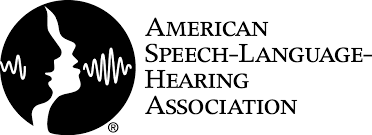 AMERICAN
SPEECH-LANGUAGE-
HEARING
ASSOCIATION
®